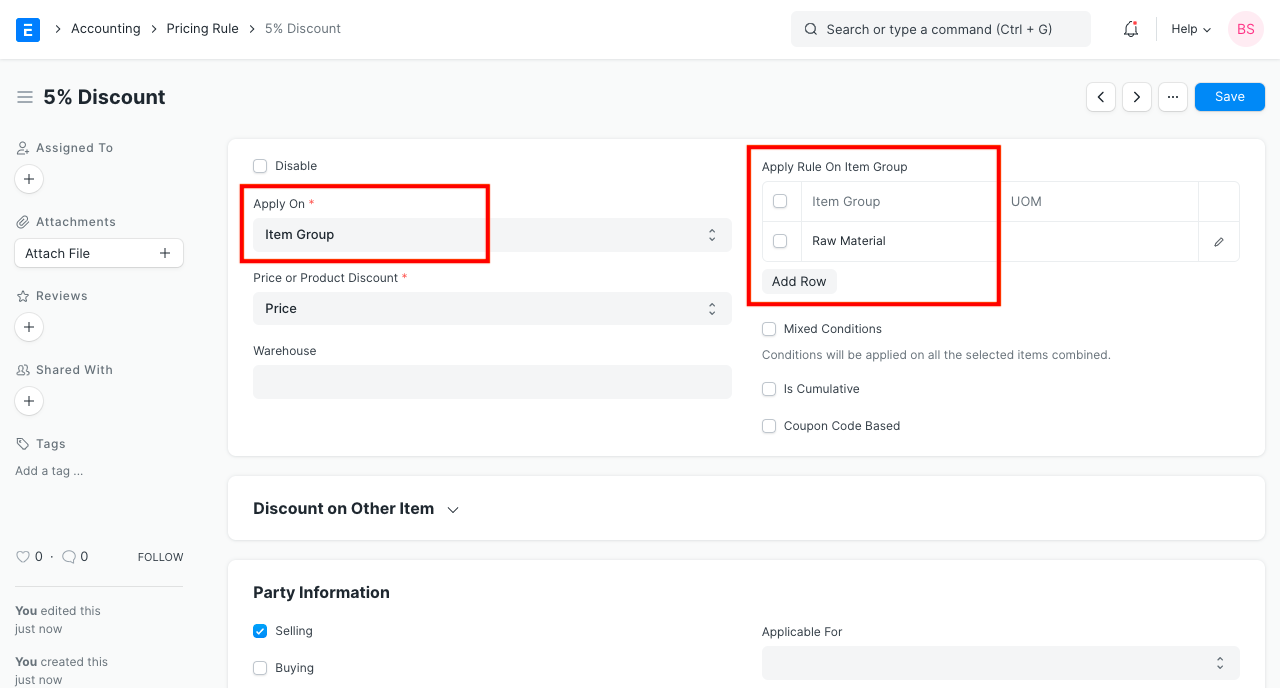 E
Accounting
Pricing Rule
5% Discount
Search or type a command (Ctrl + G)
Help
BS
5% Discount
...
Save
Assigned To
Attachments
Attach File
Reviews
Shared With
Tags
Add a tag ...
0 · 0 FOLLOW
You edited this
just now
You created this
just now
Disable
Apply On *
Item Group
Price or Product Discount *
Price
Warehouse
Apply Rule On Item Group
Item Group UOM
Raw Material
Add Row
Mixed Conditions
Conditions will be applied on all the selected items combined.
Is Cumulative
Coupon Code Based
Discount on Other Item
Party Information
Selling
Buying
Applicable For